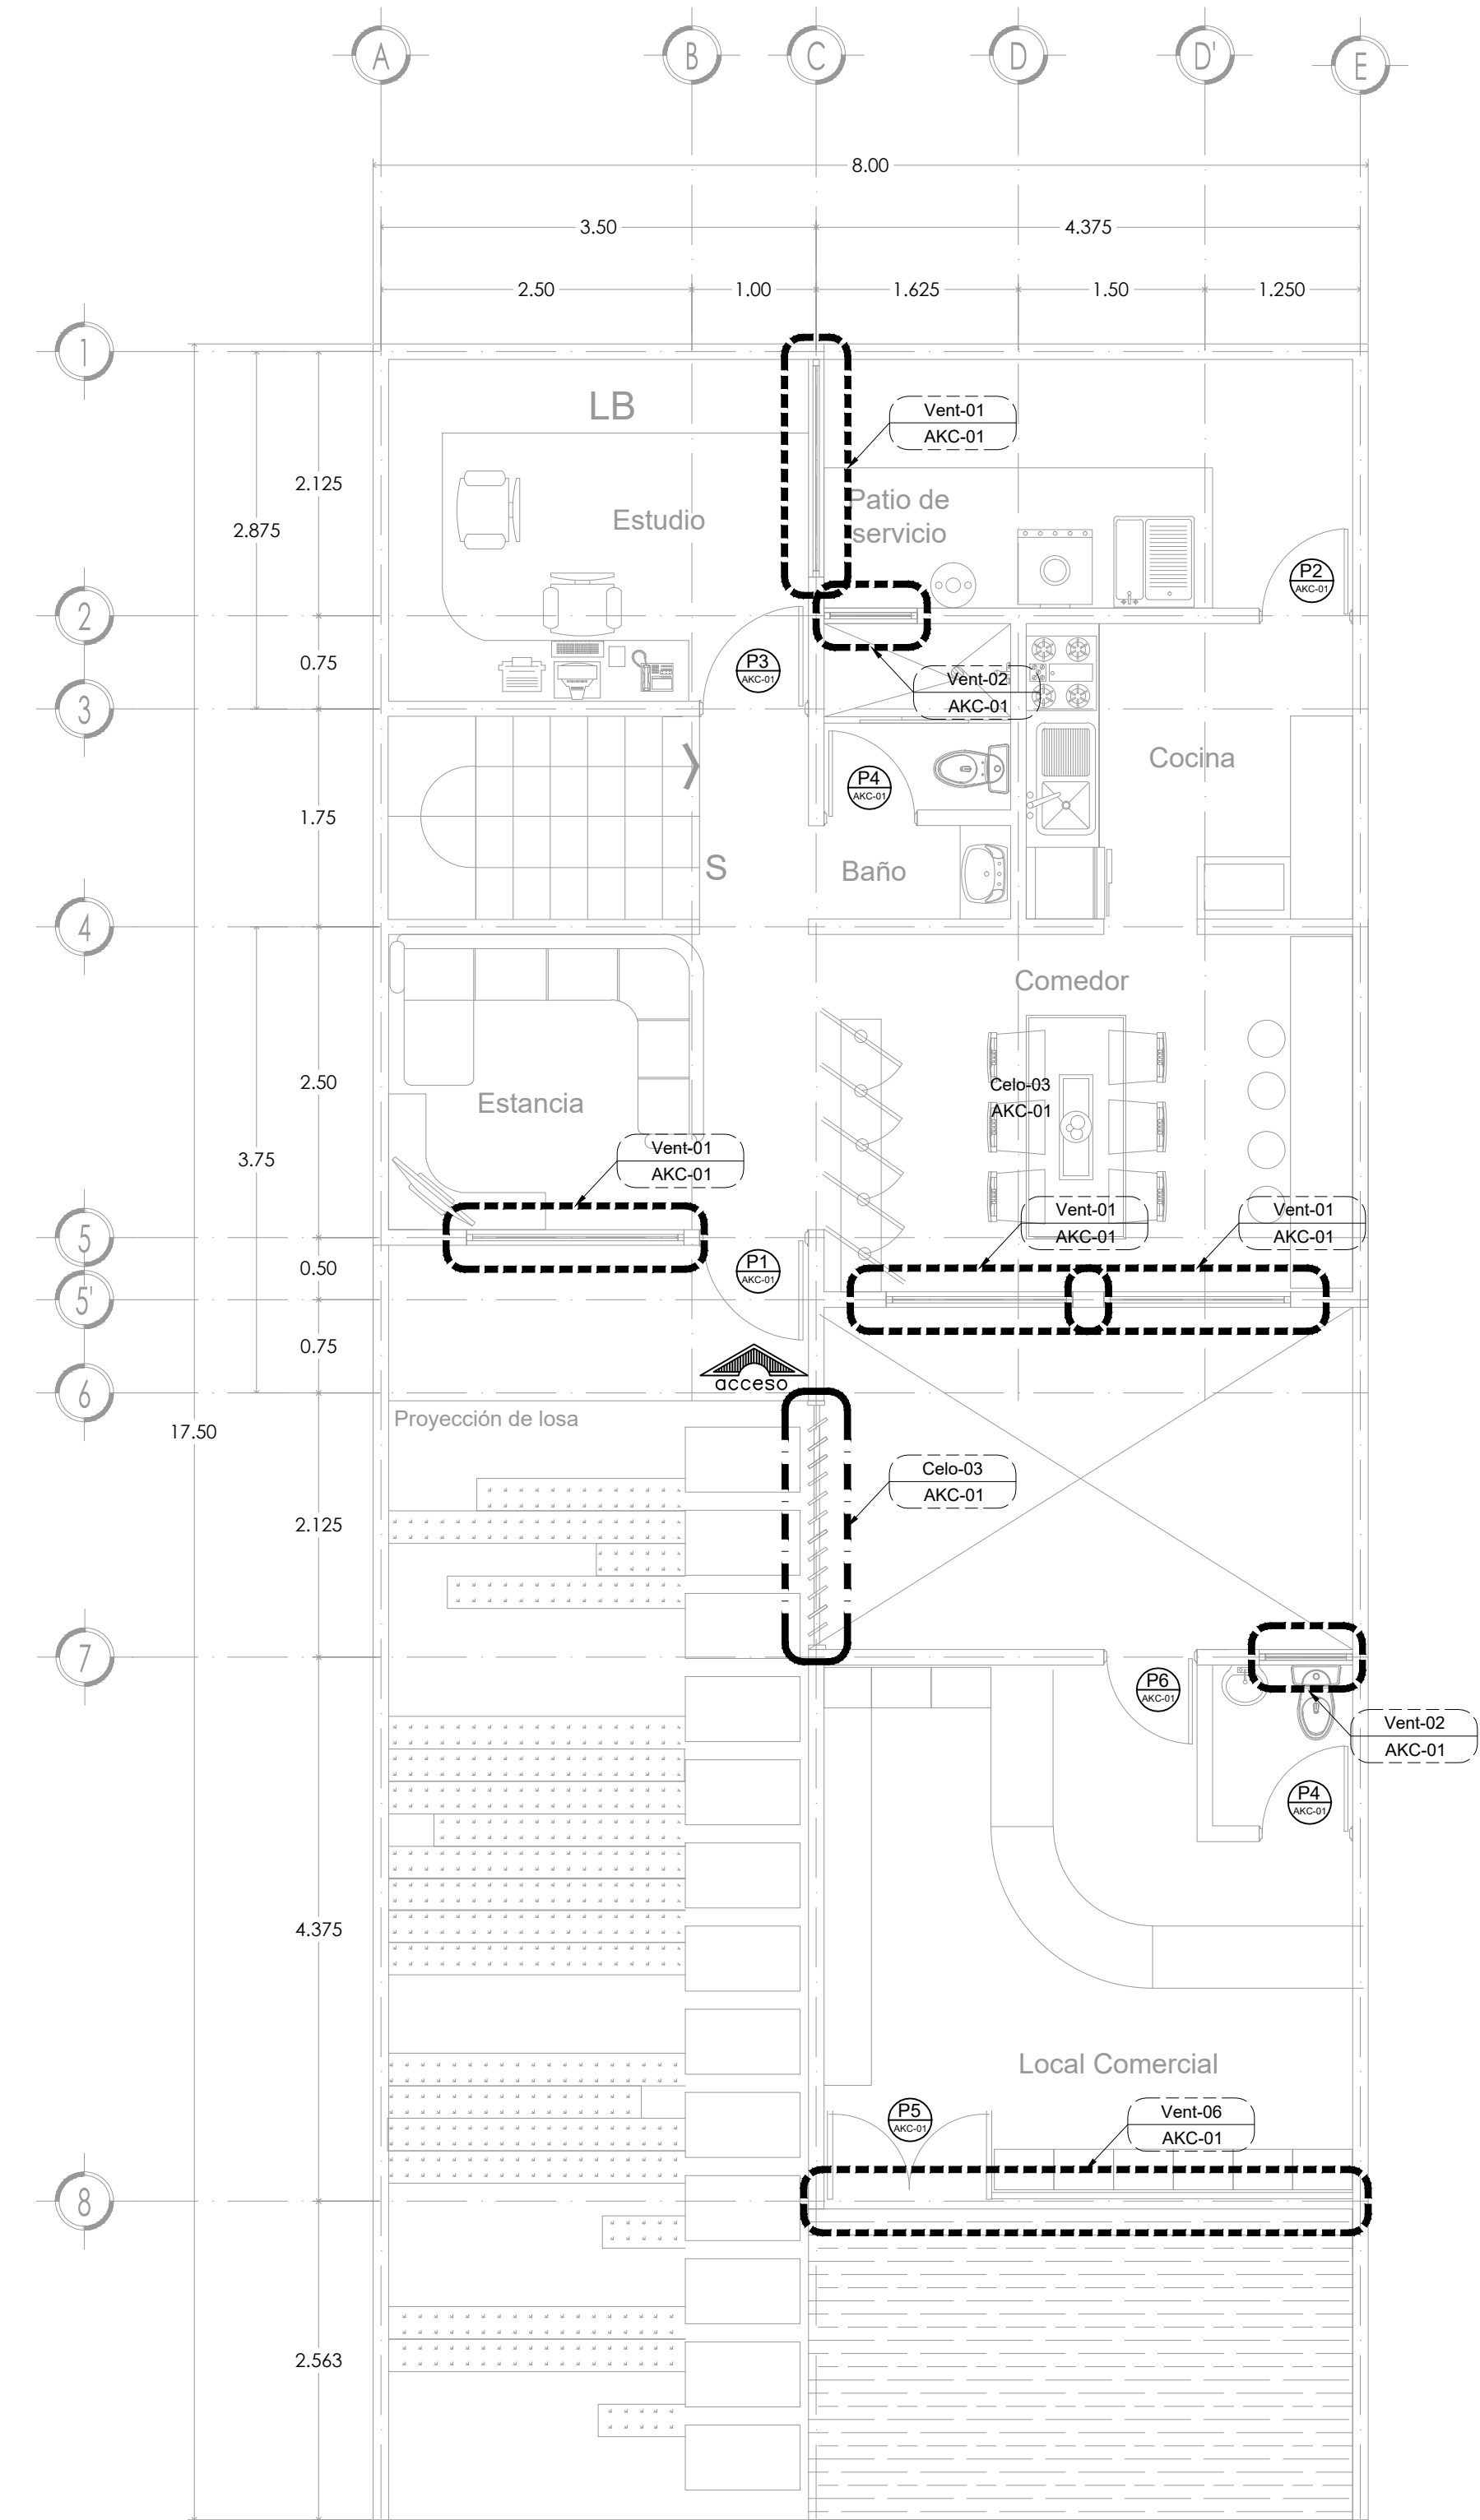 A
B
C
D
D'
E
8.00
3.50
4.375
2.50
1.00
1.625
1.50
1.250
1
LB
Vent-01
AKC-01
2.125
2.875
Estudio
Patio de
servicio
P2
AKC-01
2
0.75
P3
AKC-01
Vent-02
AKC-01
3
Cocina
P4
AKC-01
1.75
S
Baño
4
Comedor
2.50
Celo-03
AKC-01
Estancia
3.75
Vent-01
AKC-01
Vent-01
AKC-01
Vent-01
AKC-01
5
0.50
P1
AKC-01
5'
0.75
acceso
6
Proyección de losa
17.50
Celo-03
AKC-01
2.125
7
P6
AKC-01
Vent-02
AKC-01
P4
AKC-01
4.375
Local Comercial
P5
AKC-01
Vent-06
AKC-01
8
2.563